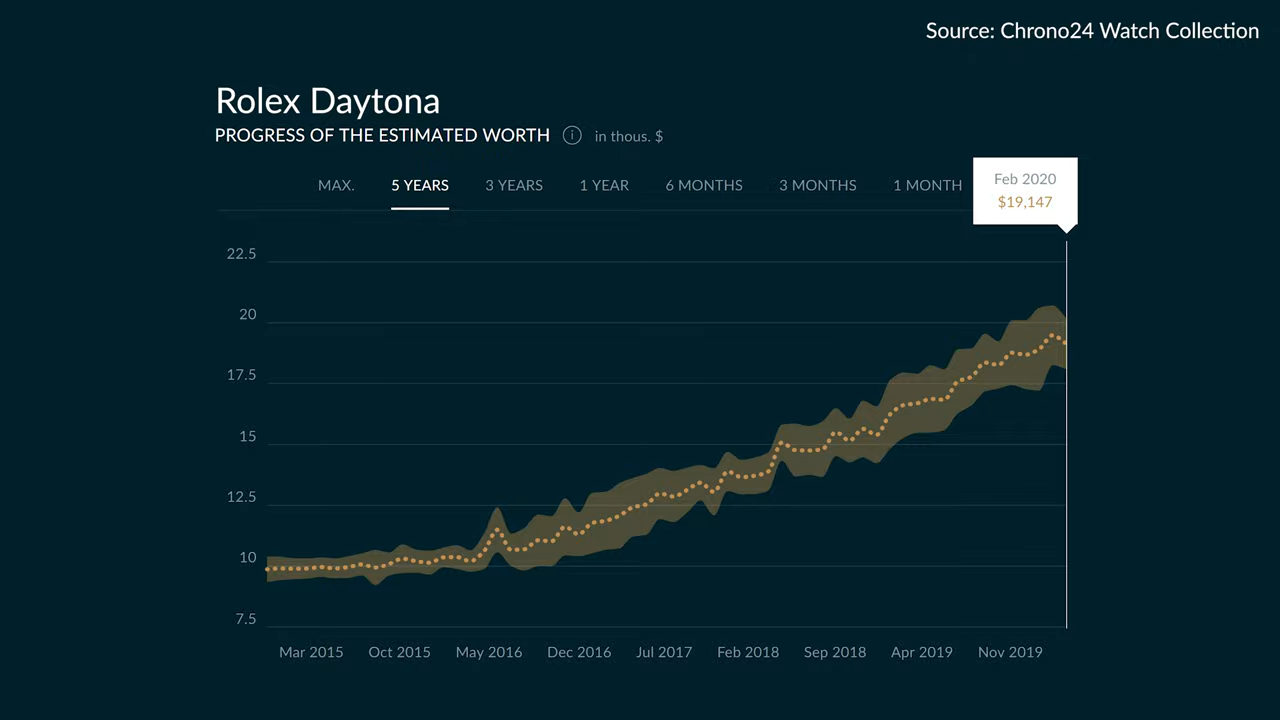 Source: Chrono24 Watch Collection
Rolex Daytona
PROGRESS OF THE ESTIMATED WORTH i in thous. $
MAX. 5 YEARS 3 YEARS 1 YEAR 6 MONTHS 3 MONTHS 1 MONTH
Feb 2020
$19,147
22.5
20
17.5
15
12.5
10
7.5
Mar 2015 Oct 2015 May 2016 Dec 2016 Jul 2017 Feb 2018 Sep 2018 Apr 2019 Nov 2019